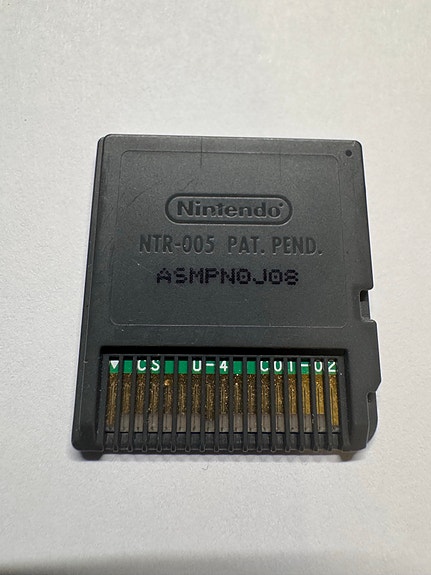 Nintendo
NTR-005 PAT. PEND.
ASMPN0J08
CS U-4 C01-02